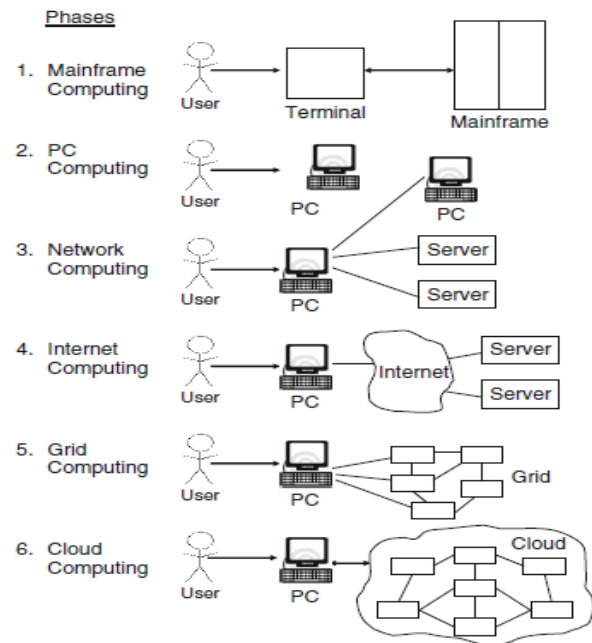 Phases
1. Mainframe
Computing
User
Terminal
Mainframe
2. PC
Computing
User
PC
PC
3. Network
Computing
User
PC
Server
Server
4. Internet
Computing
User
PC
Internet
Server
Server
5. Grid
Computing
User
PC
Grid
6. Cloud
Computing
User
PC
Cloud